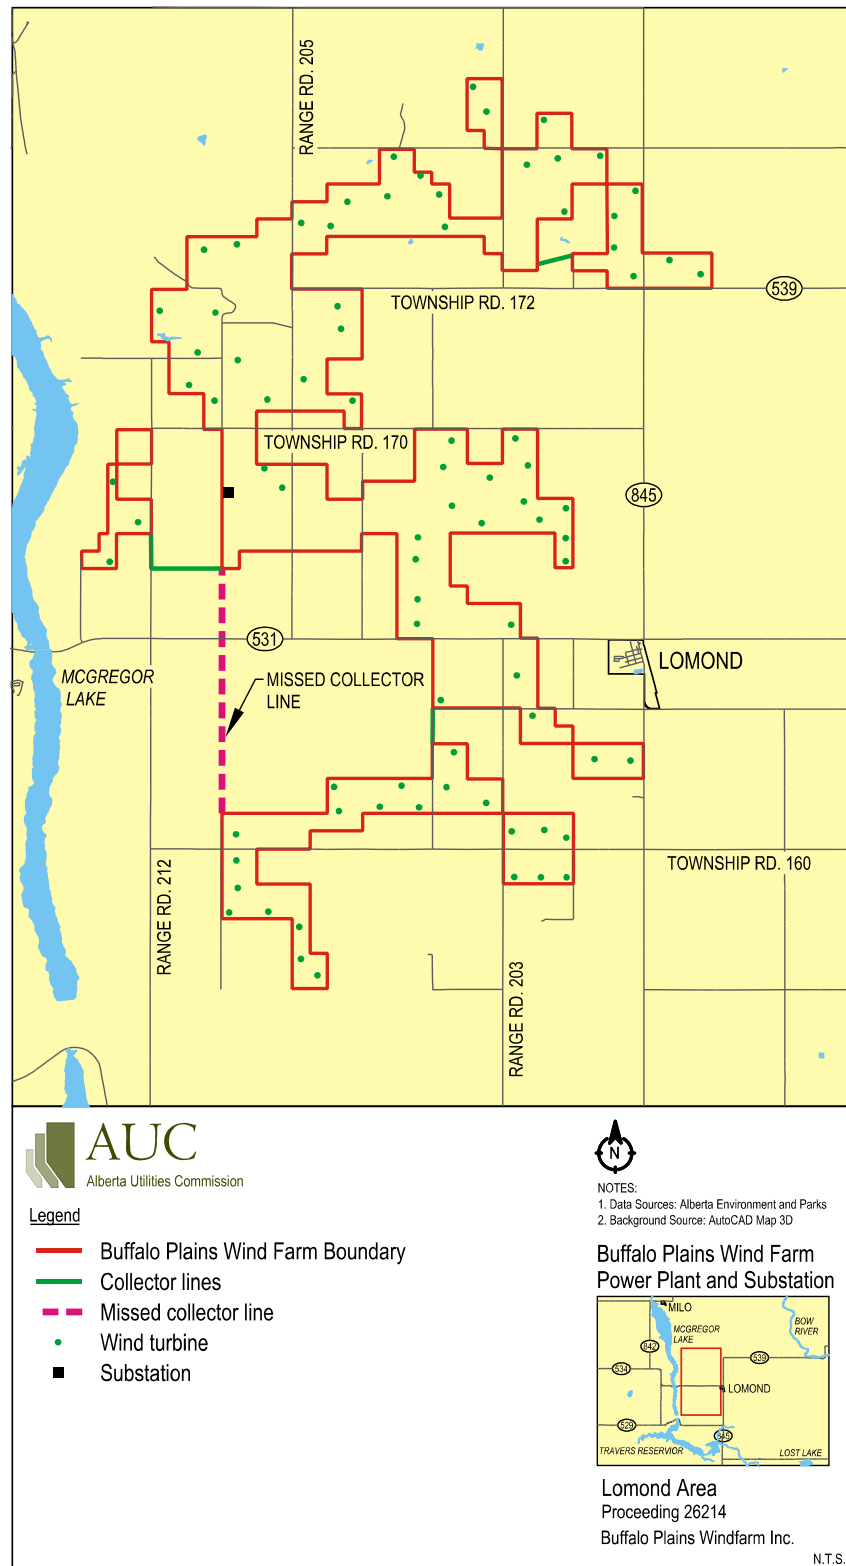 RANGE RD. 205
TOWNSHIP RD. 172
539
TOWNSHIP RD. 170
845
531
MCGREGOR
LAKE
MISSED COLLECTOR
LINE
LOMOND
TOWNSHIP RD. 160
RANGE RD. 212
RANGE RD. 203
AUC
Alberta Utilities Commission
Legend
Buffalo Plains Wind Farm Boundary
Collector lines
Missed collector line
Wind turbine
Substation
N
NOTES:
1. Data Sources: Alberta Environment and Parks
2. Background Source: AutoCAD Map 3D
Buffalo Plains Wind Farm
Power Plant and Substation
MILO
BOW
RIVER
MCGREGOR
LAKE
842
539
534
LOMOND
529
845
TRAVERS RESERVIOR
LOST LAKE
Lomond Area
Proceeding 26214
Buffalo Plains Windfarm Inc.
N.T.S.